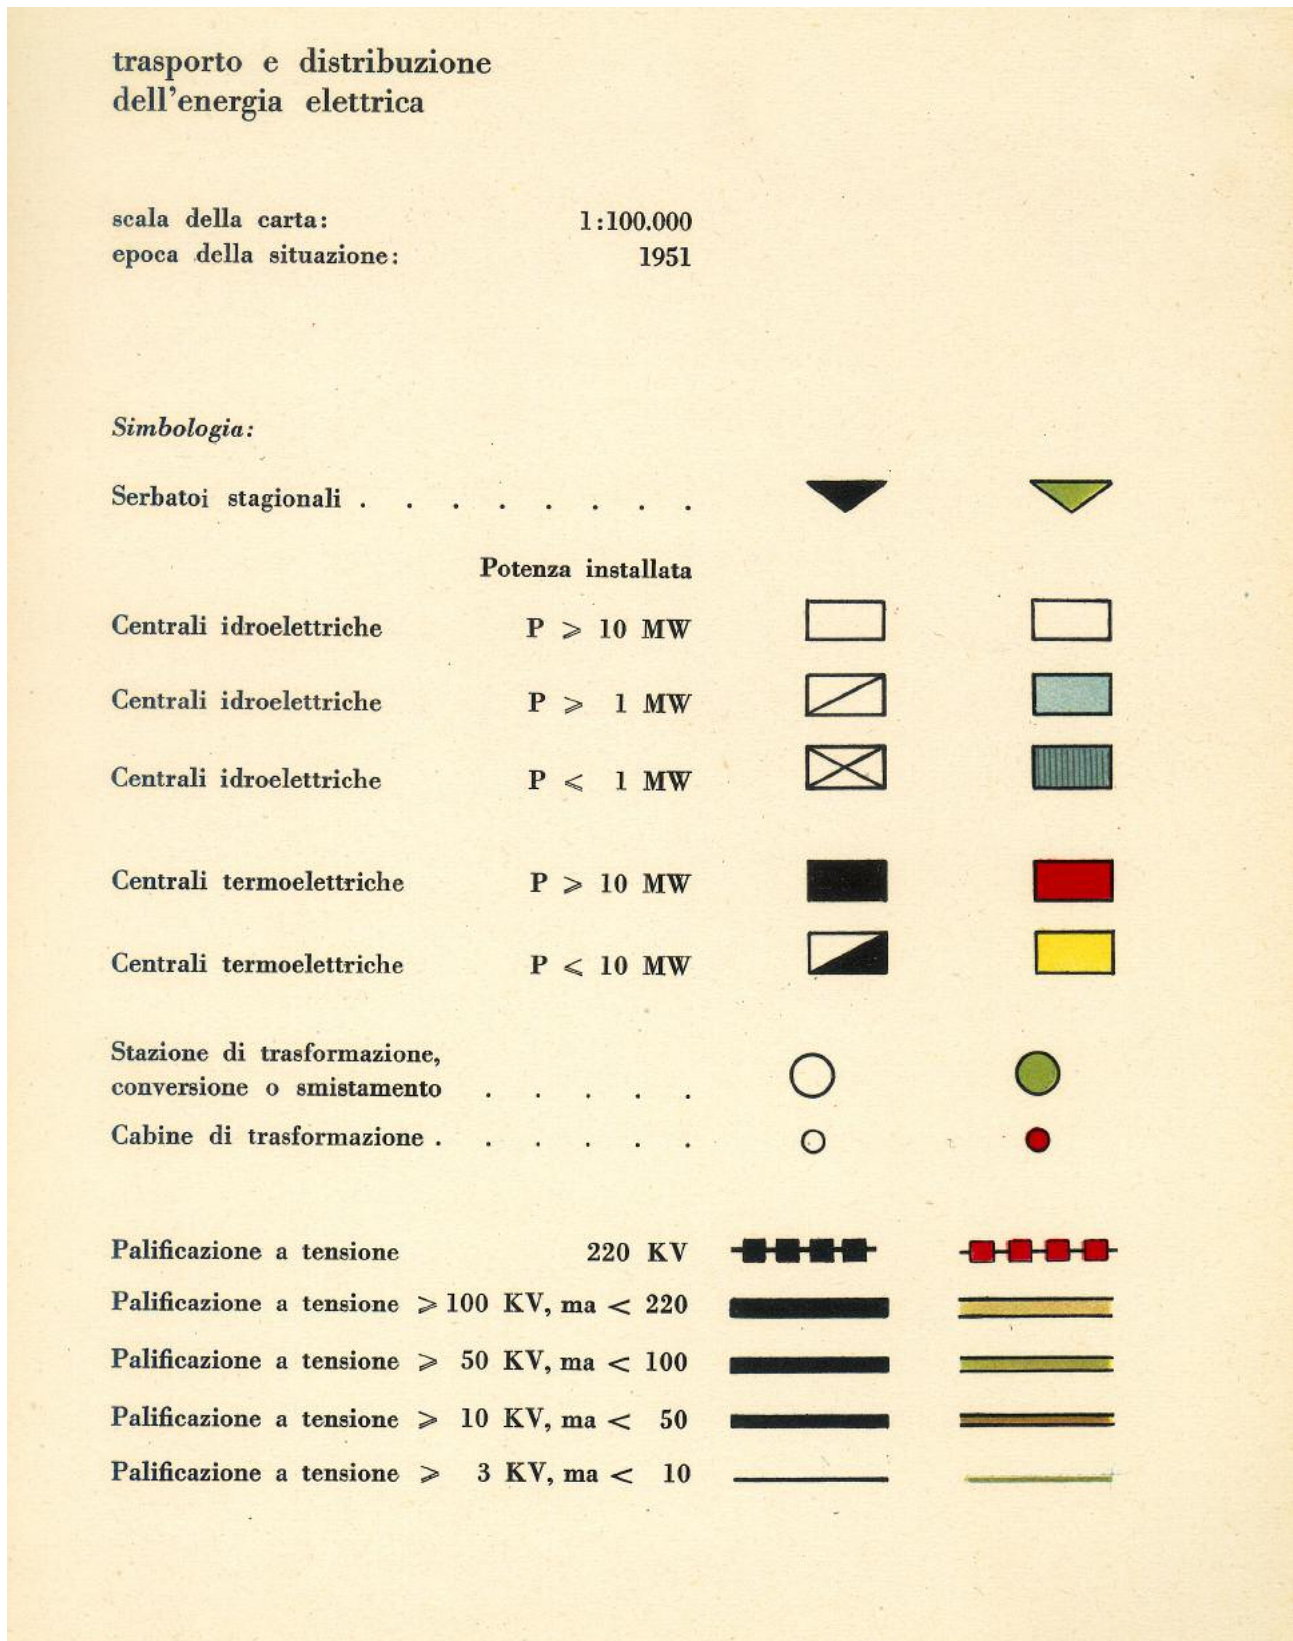 trasporto e distribuzione
dell'energia elettrica
scala della carta: 1:100.000
epoca della situazione: 1951
Simbologia:
Serbatoi stagionali . . . . . . . .
Potenza installata
Centrali idroelettriche P ⩾ 10 MW
Centrali idroelettriche P ⩾ 1 MW
Centrali idroelettriche P ⩽ 1 MW
Centrali termoelettriche P ⩾ 10 MW
Centrali termoelettriche P ⩽ 10 MW
Stazione di trasformazione,
conversione o smistamento . . . . .
Cabine di trasformazione . . . . . .
Palificazione a tensione 220 KV
Palificazione a tensione ⩾ 100 KV, ma < 220
Palificazione a tensione ⩾ 50 KV, ma < 100
Palificazione a tensione ⩾ 10 KV, ma < 50
Palificazione a tensione ⩾ 3 KV, ma < 10